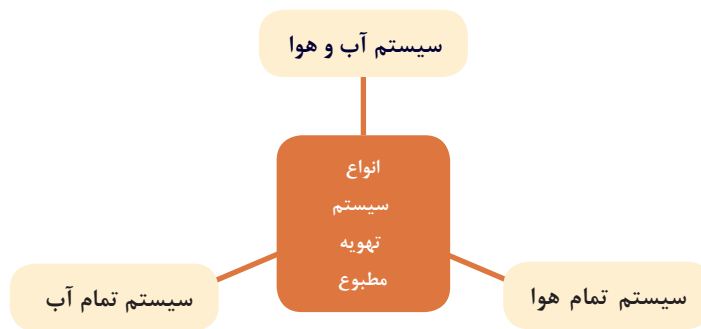 سیستم آب و هوا
انواع
سیستم
تهویه
مطبوع
سیستم تمام هوا
سیستم تمام آب